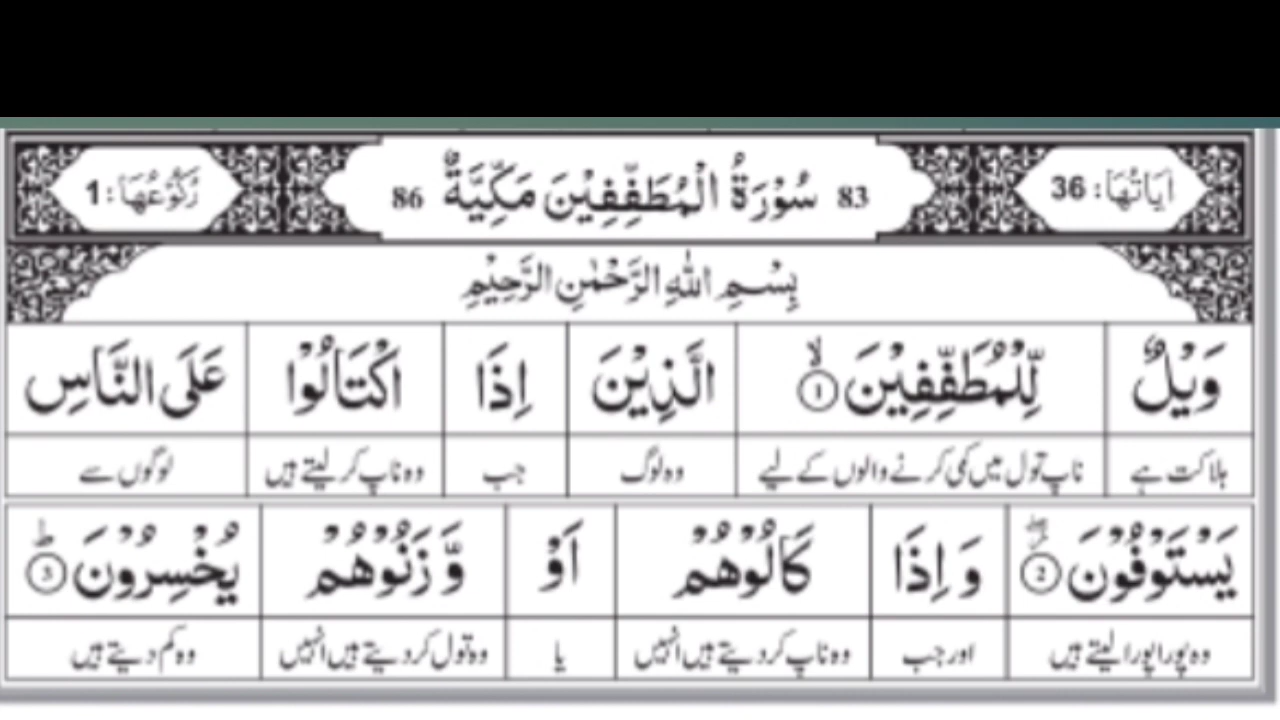 اٰيَاتُهَا: 36 83 سُوْرَةُ الْمُطَفِّفِيْنَ مَكِّيَّةٌ 86 رُكُوْعُهَا: 1
بِسْمِ اللهِ الرَّحْمٰنِ الرَّحِيْمِ
وَيْلٌ لِّلْمُطَفِّفِيْنَ ۙ ① الَّذِيْنَ اِذَا اكْتَالُوْا عَلَى النَّاسِ
ہلاکت ہے ناپ تول میں کمی کرنے والوں کے لیے وہ لوگ جب وہ ناپ کر لیتے ہیں لوگوں سے
يَسْتَوْفُوْنَ ② وَ اِذَا كَالُوْهُمْ اَوْ وَّزَنُوْهُمْ يُخْسِرُوْنَ ؕ ③
وہ پورا پورا لیتے ہیں اور جب وہ ناپ کر دیتے ہیں انہیں یا وہ تول کر دیتے ہیں انہیں وہ کم دیتے ہیں